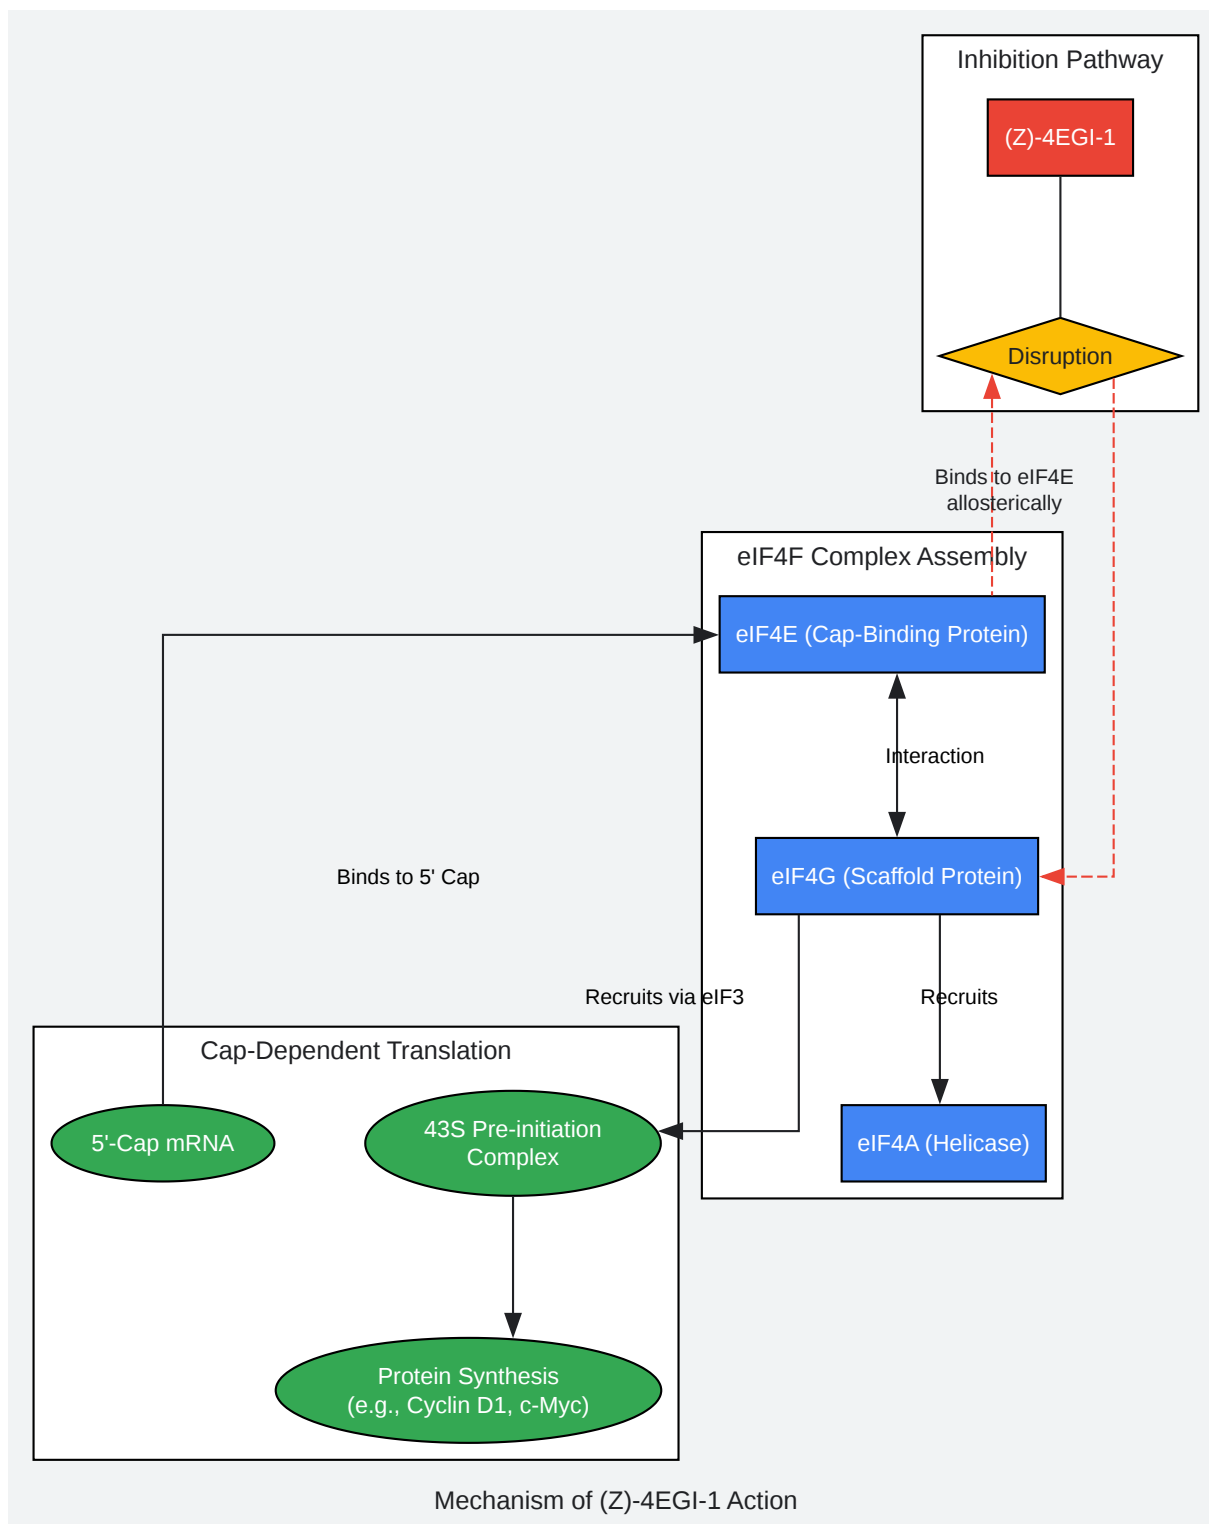 Inhibition Pathway
(Z)-4EGI-1
Disruption
Binds to eIF4E
allosterically
eIF4F Complex Assembly
eIF4E (Cap-Binding Protein)
Interaction
eIF4G (Scaffold Protein)
Binds to 5' Cap
Recruits via eIF3
Recruits
Cap-Dependent Translation
5'-Cap mRNA
43S Pre-initiation
Complex
eIF4A (Helicase)
Protein Synthesis
(e.g., Cyclin D1, c-Myc)
Mechanism of (Z)-4EGI-1 Action